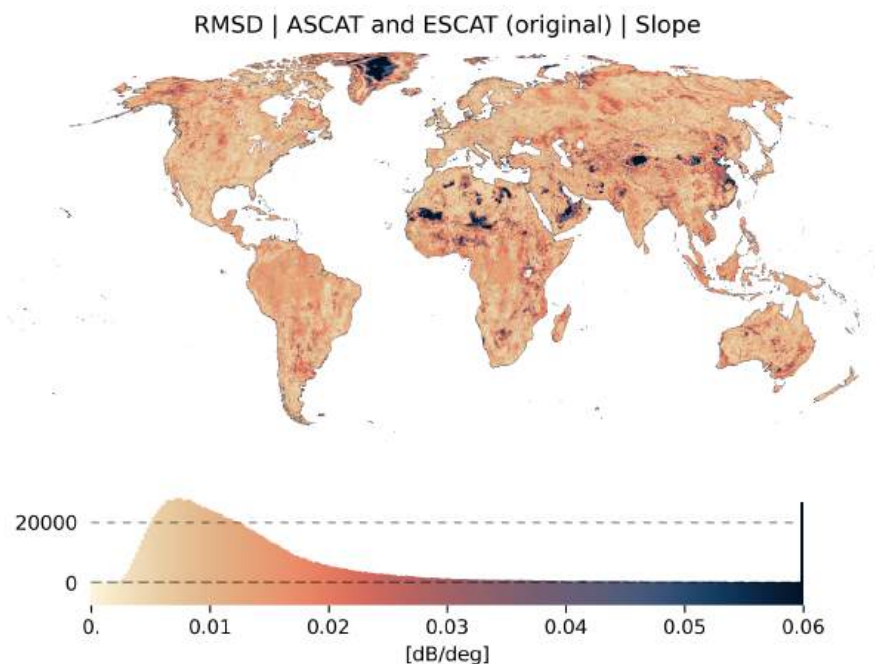 RMSD | ASCAT and ESCAT (original) | Slope
20000
0
0. 0.01 0.02 0.03 0.04 0.05 0.06
[dB/deg]